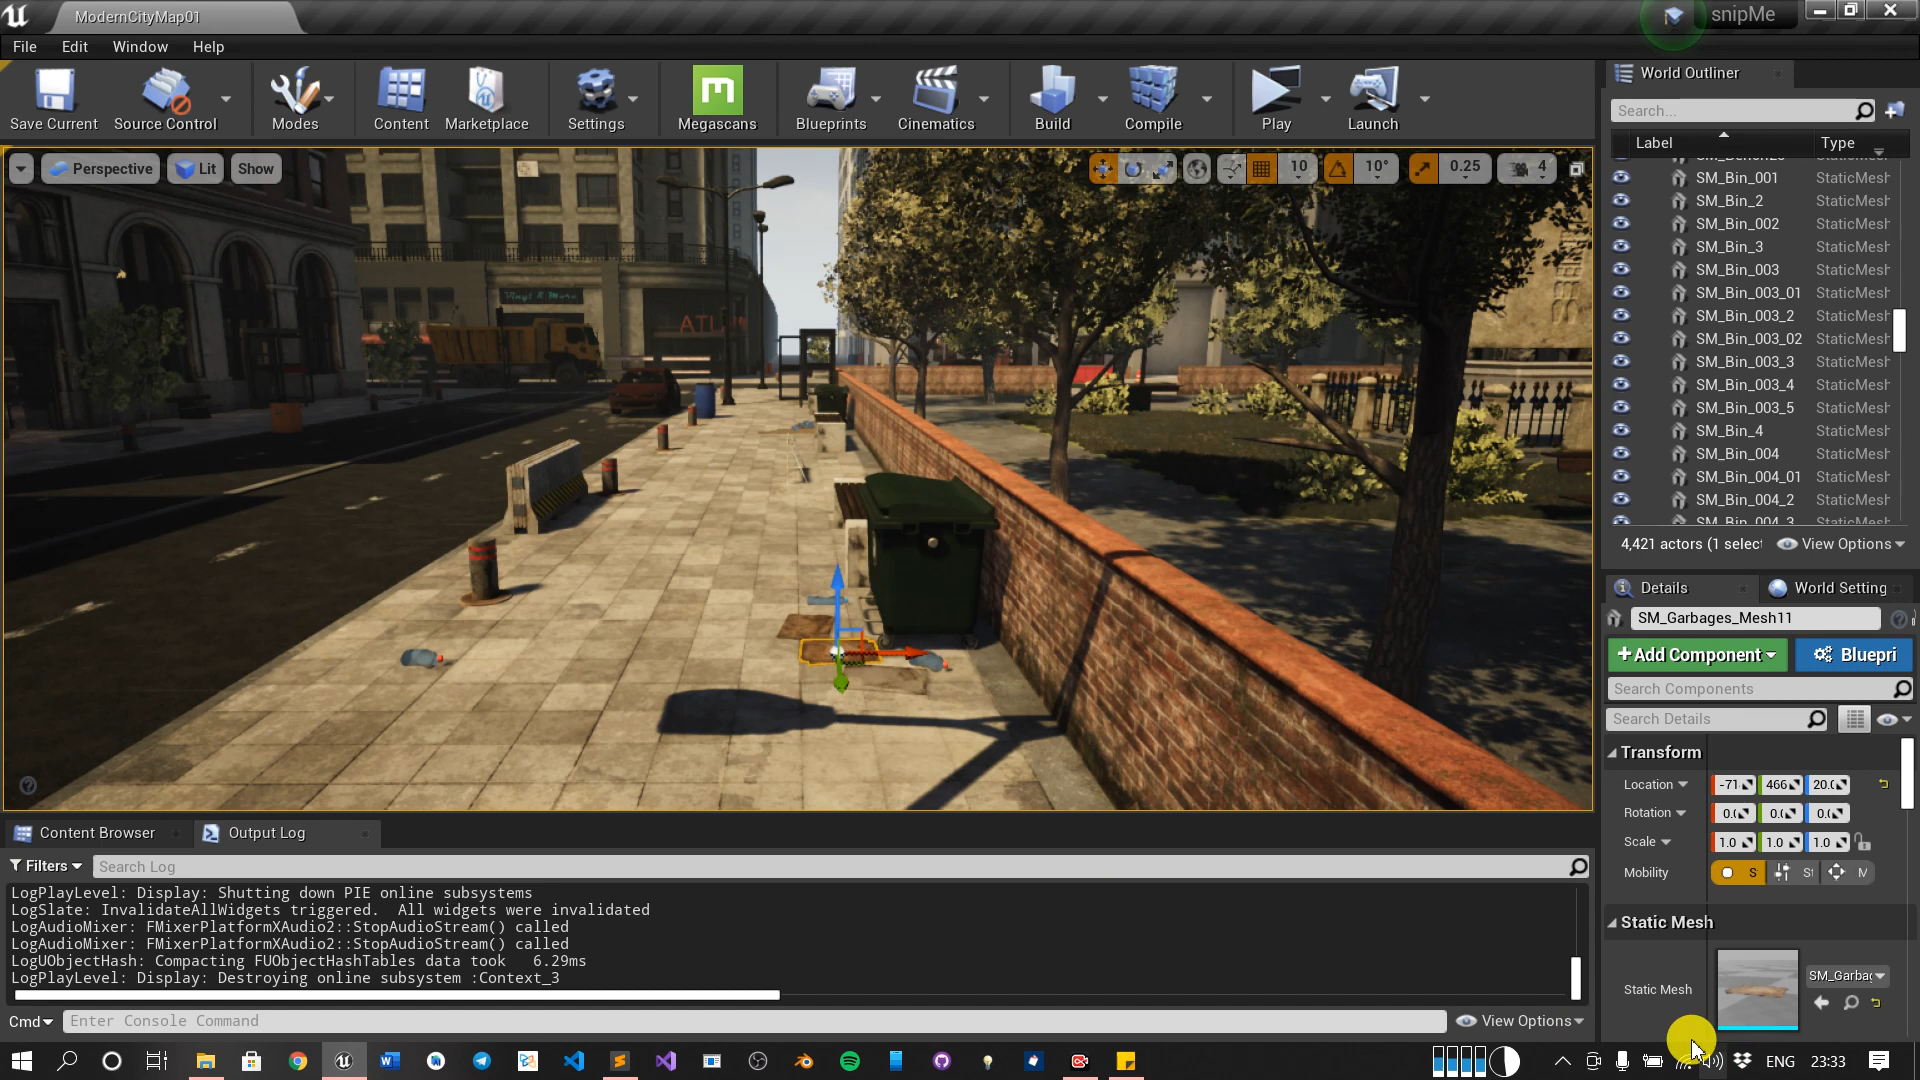 ModernCityMap01
snipMe
File Edit Window Help
Save Current
Source Control
Modes
Content
Marketplace
Settings
Megascans
Blueprints
Cinematics
Build
Compile
Play
Launch
Perspective
Lit
Show
10
10°
0.25
4
Vinyl & More
World Outliner
Search...
Label Type
SM_Bin_001 StaticMesh
SM_Bin_2 StaticMesh
SM_Bin_002 StaticMesh
SM_Bin_3 StaticMesh
SM_Bin_003 StaticMesh
SM_Bin_003_01 StaticMesh
SM_Bin_003_2 StaticMesh
SM_Bin_003_02 StaticMesh
SM_Bin_003_3 StaticMesh
SM_Bin_003_4 StaticMesh
SM_Bin_003_5 StaticMesh
SM_Bin_4 StaticMesh
SM_Bin_004 StaticMesh
SM_Bin_004_01 StaticMesh
SM_Bin_004_2 StaticMesh
SM_Bin_004_3 StaticMesh
4,421 actors (1 select
View Options
Details
World Setting
SM_Garbages_Mesh11
+Add Component
Bluepri
Search Components
Search Details
Transform
Location -71 466 20.0
Rotation 0.0 0.0 0.0
Scale 1.0 1.0 1.0
Mobility S St M
Static Mesh
Static Mesh
SM_Garbag
Content Browser
Output Log
Filters
Search Log
LogPlayLevel: Display: Shutting down PIE online subsystems
LogSlate: InvalidateAllWidgets triggered. All widgets were invalidated
LogAudioMixer: FMixerPlatformXAudio2::StopAudioStream() called
LogAudioMixer: FMixerPlatformXAudio2::StopAudioStream() called
LogUObjectHash: Compacting FUObjectHashTables data took 6.29ms
LogPlayLevel: Display: Destroying online subsystem :Context_3
Cmd
Enter Console Command
View Options
ENG
23:33